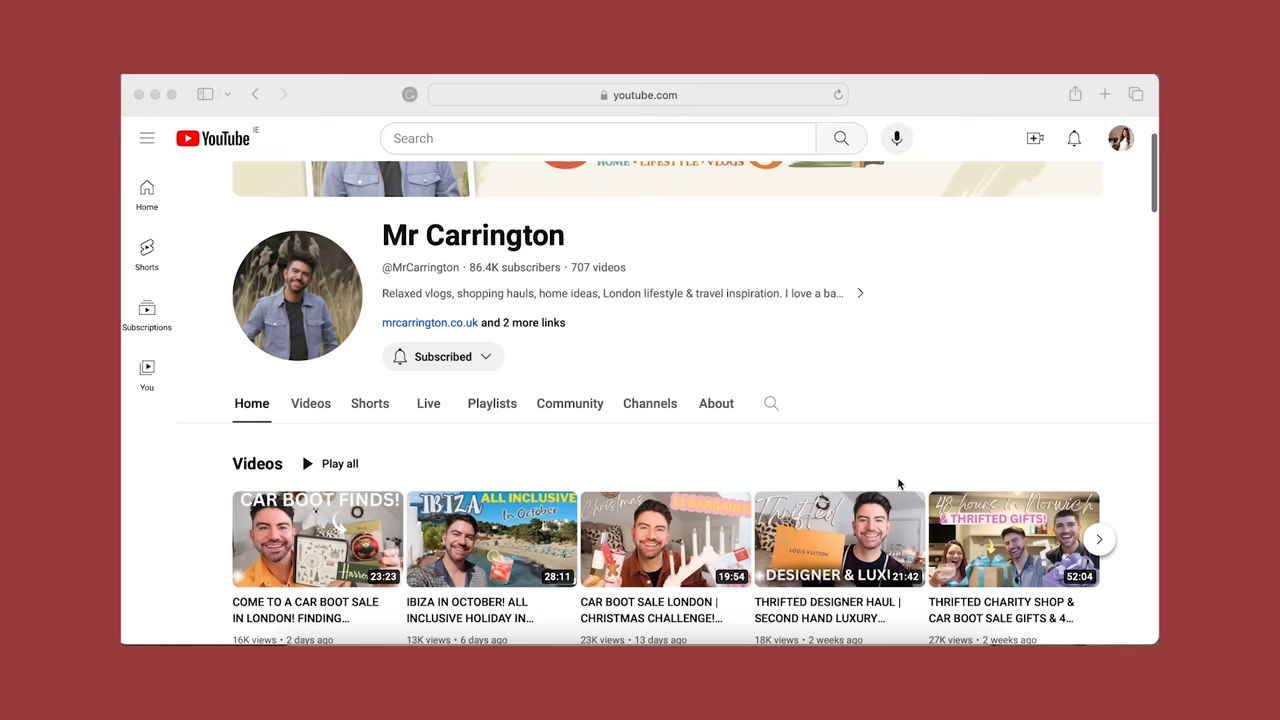 youtube.com
YouTube IE
Search
HOME • LIFESTYLE • VLOGS
Home
Shorts
Subscriptions
You
Mr Carrington
@MrCarrington · 86.4K subscribers · 707 videos
Relaxed vlogs, shopping hauls, home ideas, London lifestyle & travel inspiration. I love a ba...
mrcarrington.co.uk and 2 more links
Subscribed
Home Videos Shorts Live Playlists Community Channels About
Videos Play all
CAR BOOT FINDS!
Harrods
23:23
IBIZA ALL INCLUSIVE
In October
28:11
Christmas
BARGAINS
19:54
Thrifted
LOUIS VUITTON
DESIGNER & LUXU
21:42
48 hours in Norwich
& THRIFTED GIFTS!
52:04
COME TO A CAR BOOT SALE
IN LONDON! FINDING...
16K views • 2 days ago
IBIZA IN OCTOBER! ALL
INCLUSIVE HOLIDAY IN...
13K views • 6 days ago
CAR BOOT SALE LONDON |
CHRISTMAS CHALLENGE!...
23K views • 13 days ago
THRIFTED DESIGNER HAUL |
SECOND HAND LUXURY...
18K views • 2 weeks ago
THRIFTED CHARITY SHOP &
CAR BOOT SALE GIFTS & 4...
27K views • 2 weeks ago